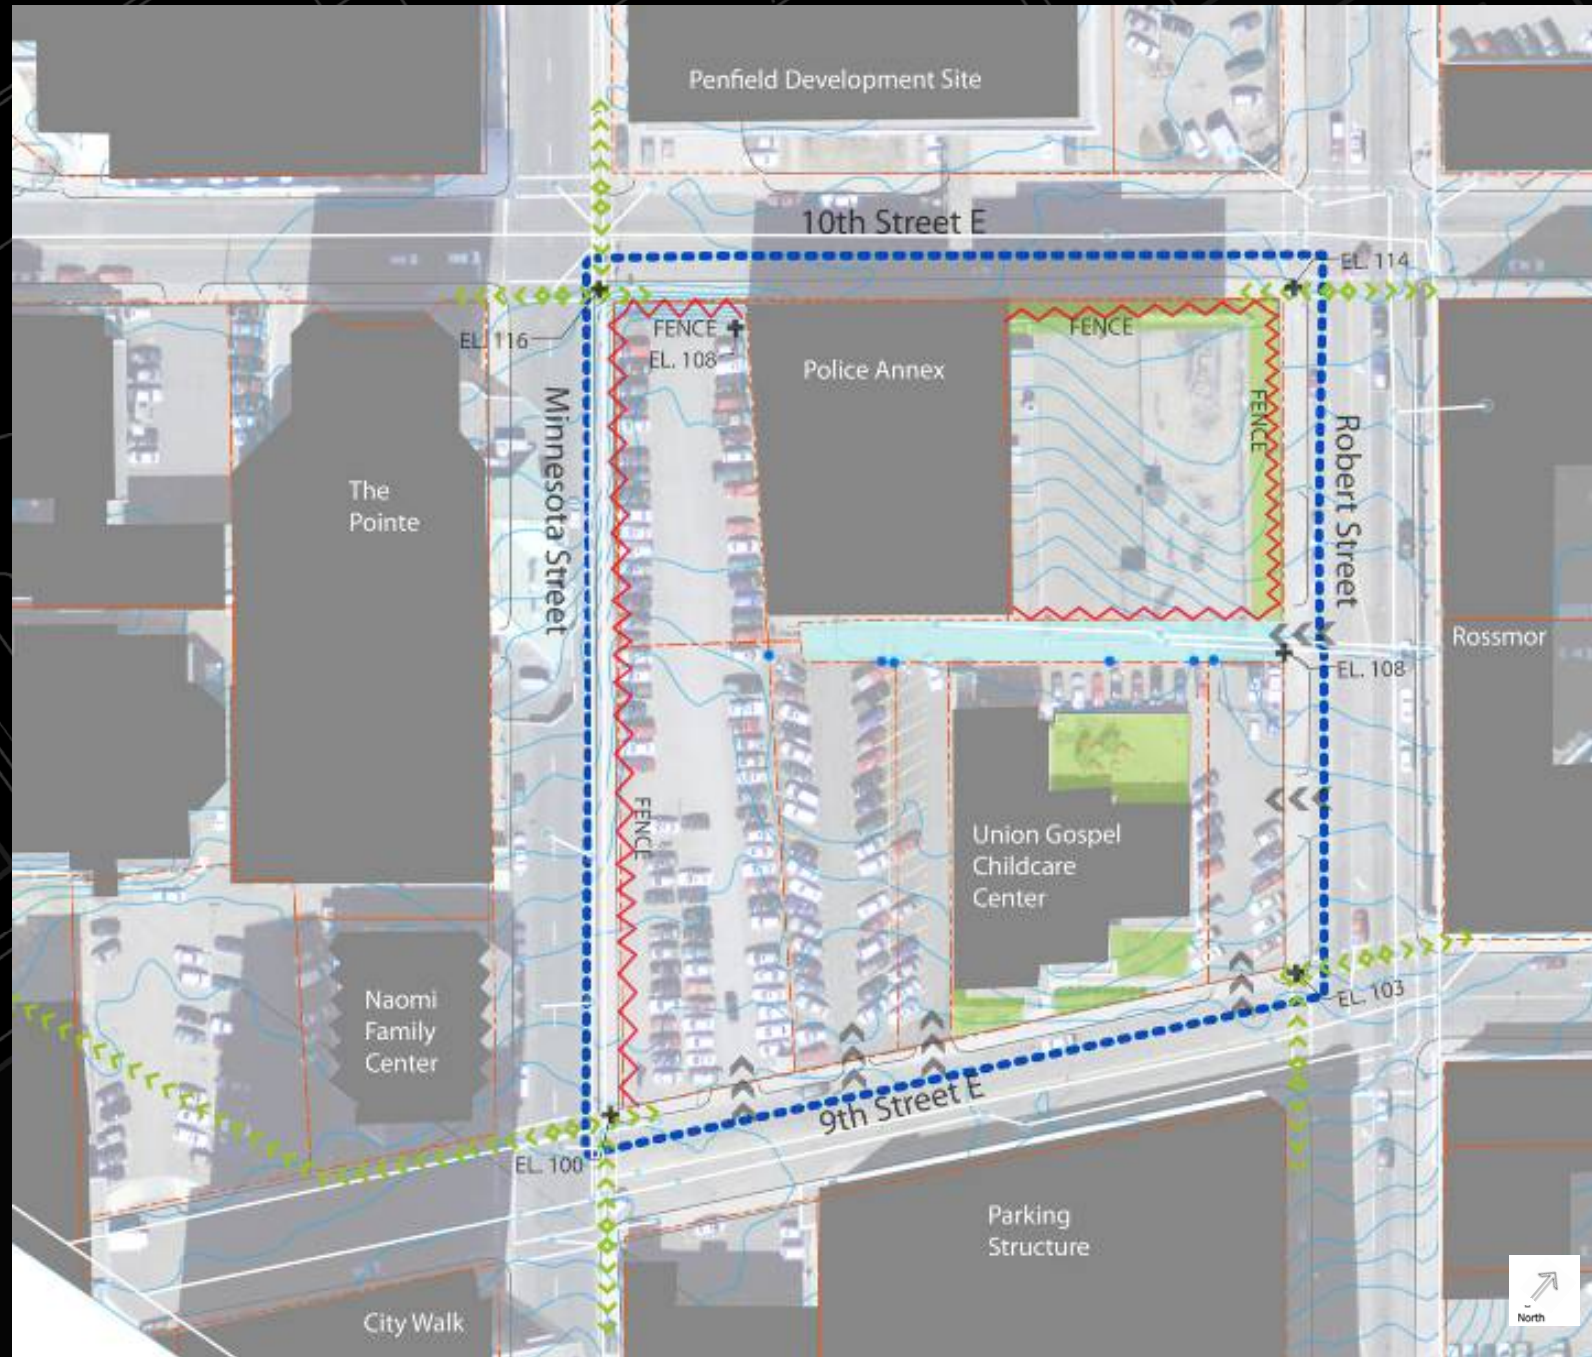 Penfield Development Site
10th Street E
EL. 114
EL. 116
FENCE
EL. 108
FENCE
Police Annex
FENCE
Minnesota Street
Robert Street
The
Pointe
Rossmor
EL. 108
FENCE
Union Gospel
Childcare
Center
Naomi
Family
Center
EL. 103
9th Street E
EL. 100
Parking
Structure
City Walk
North